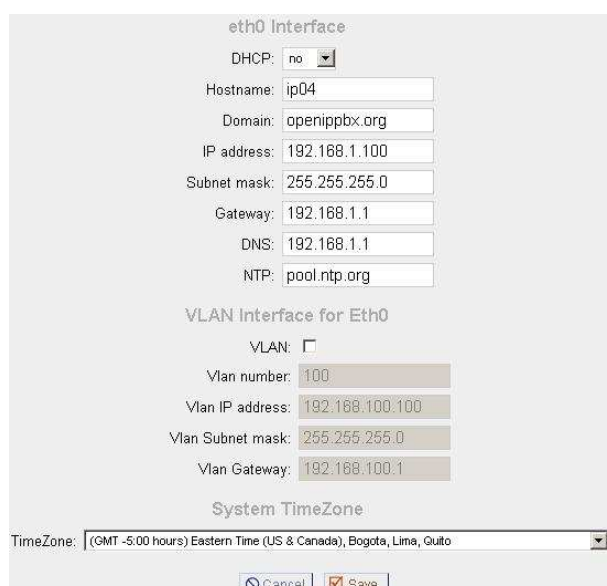 eth0 Interface
DHCP: no
Hostname: ip04
Domain: openippbx.org
IP address: 192.168.1.100
Subnet mask: 255.255.255.0
Gateway: 192.168.1.1
DNS: 192.168.1.1
NTP: pool.ntp.org
VLAN Interface for Eth0
VLAN:
Vlan number: 100
Vlan IP address: 192.168.100.100
Vlan Subnet mask: 255.255.255.0
Vlan Gateway: 192.168.100.1
System TimeZone
TimeZone: (GMT -5:00 hours) Eastern Time (US & Canada), Bogota, Lima, Quito
Cancel Save